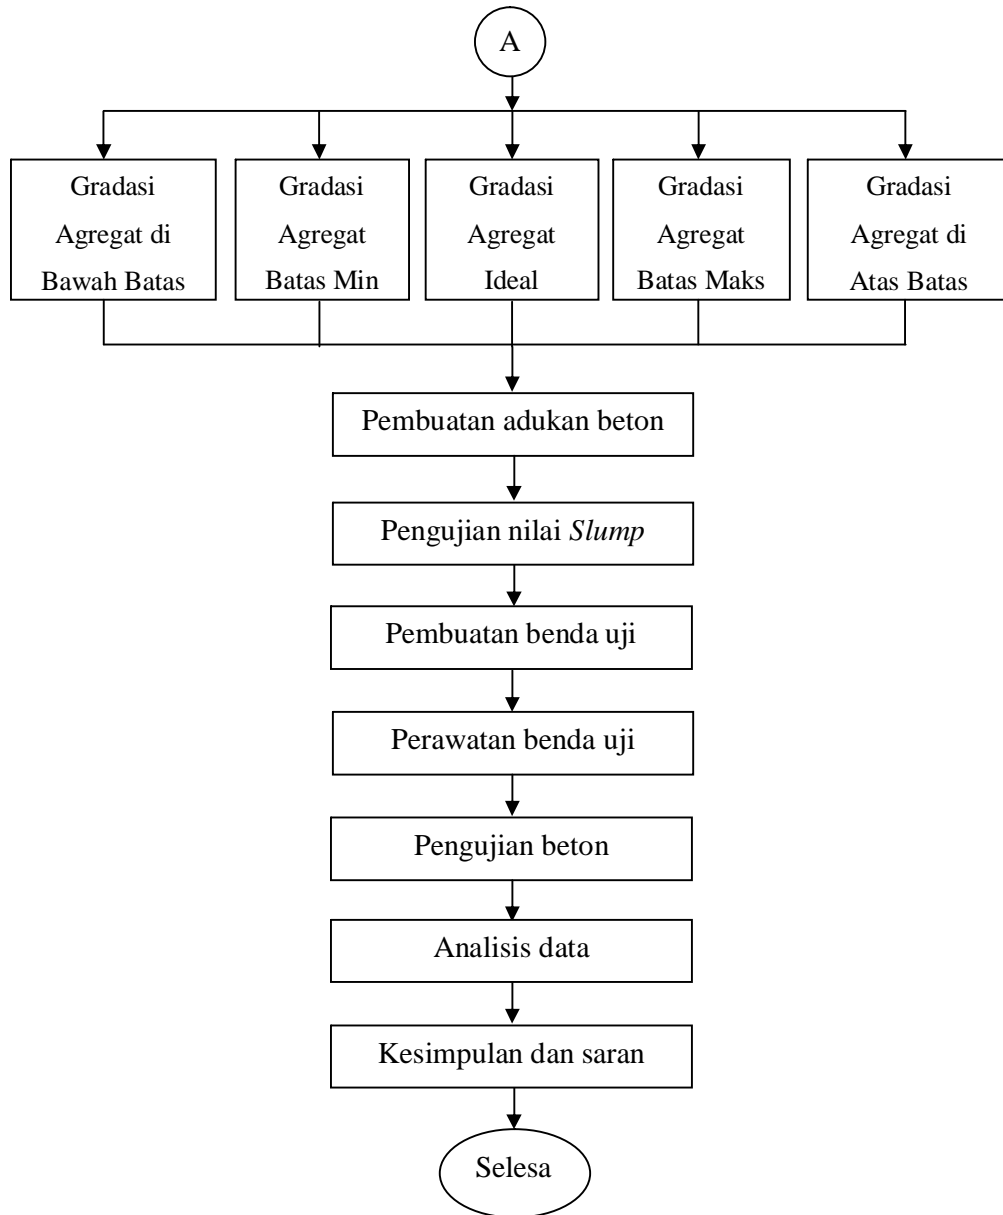 A
Gradasi
Agregat di
Bawah Batas
Gradasi
Agregat
Batas Min
Gradasi
Agregat
Ideal
Gradasi
Agregat
Batas Maks
Gradasi
Agregat di
Atas Batas
Pembuatan adukan beton
Pengujian nilai Slump
Pembuatan benda uji
Perawatan benda uji
Pengujian beton
Analisis data
Kesimpulan dan saran
Selesa